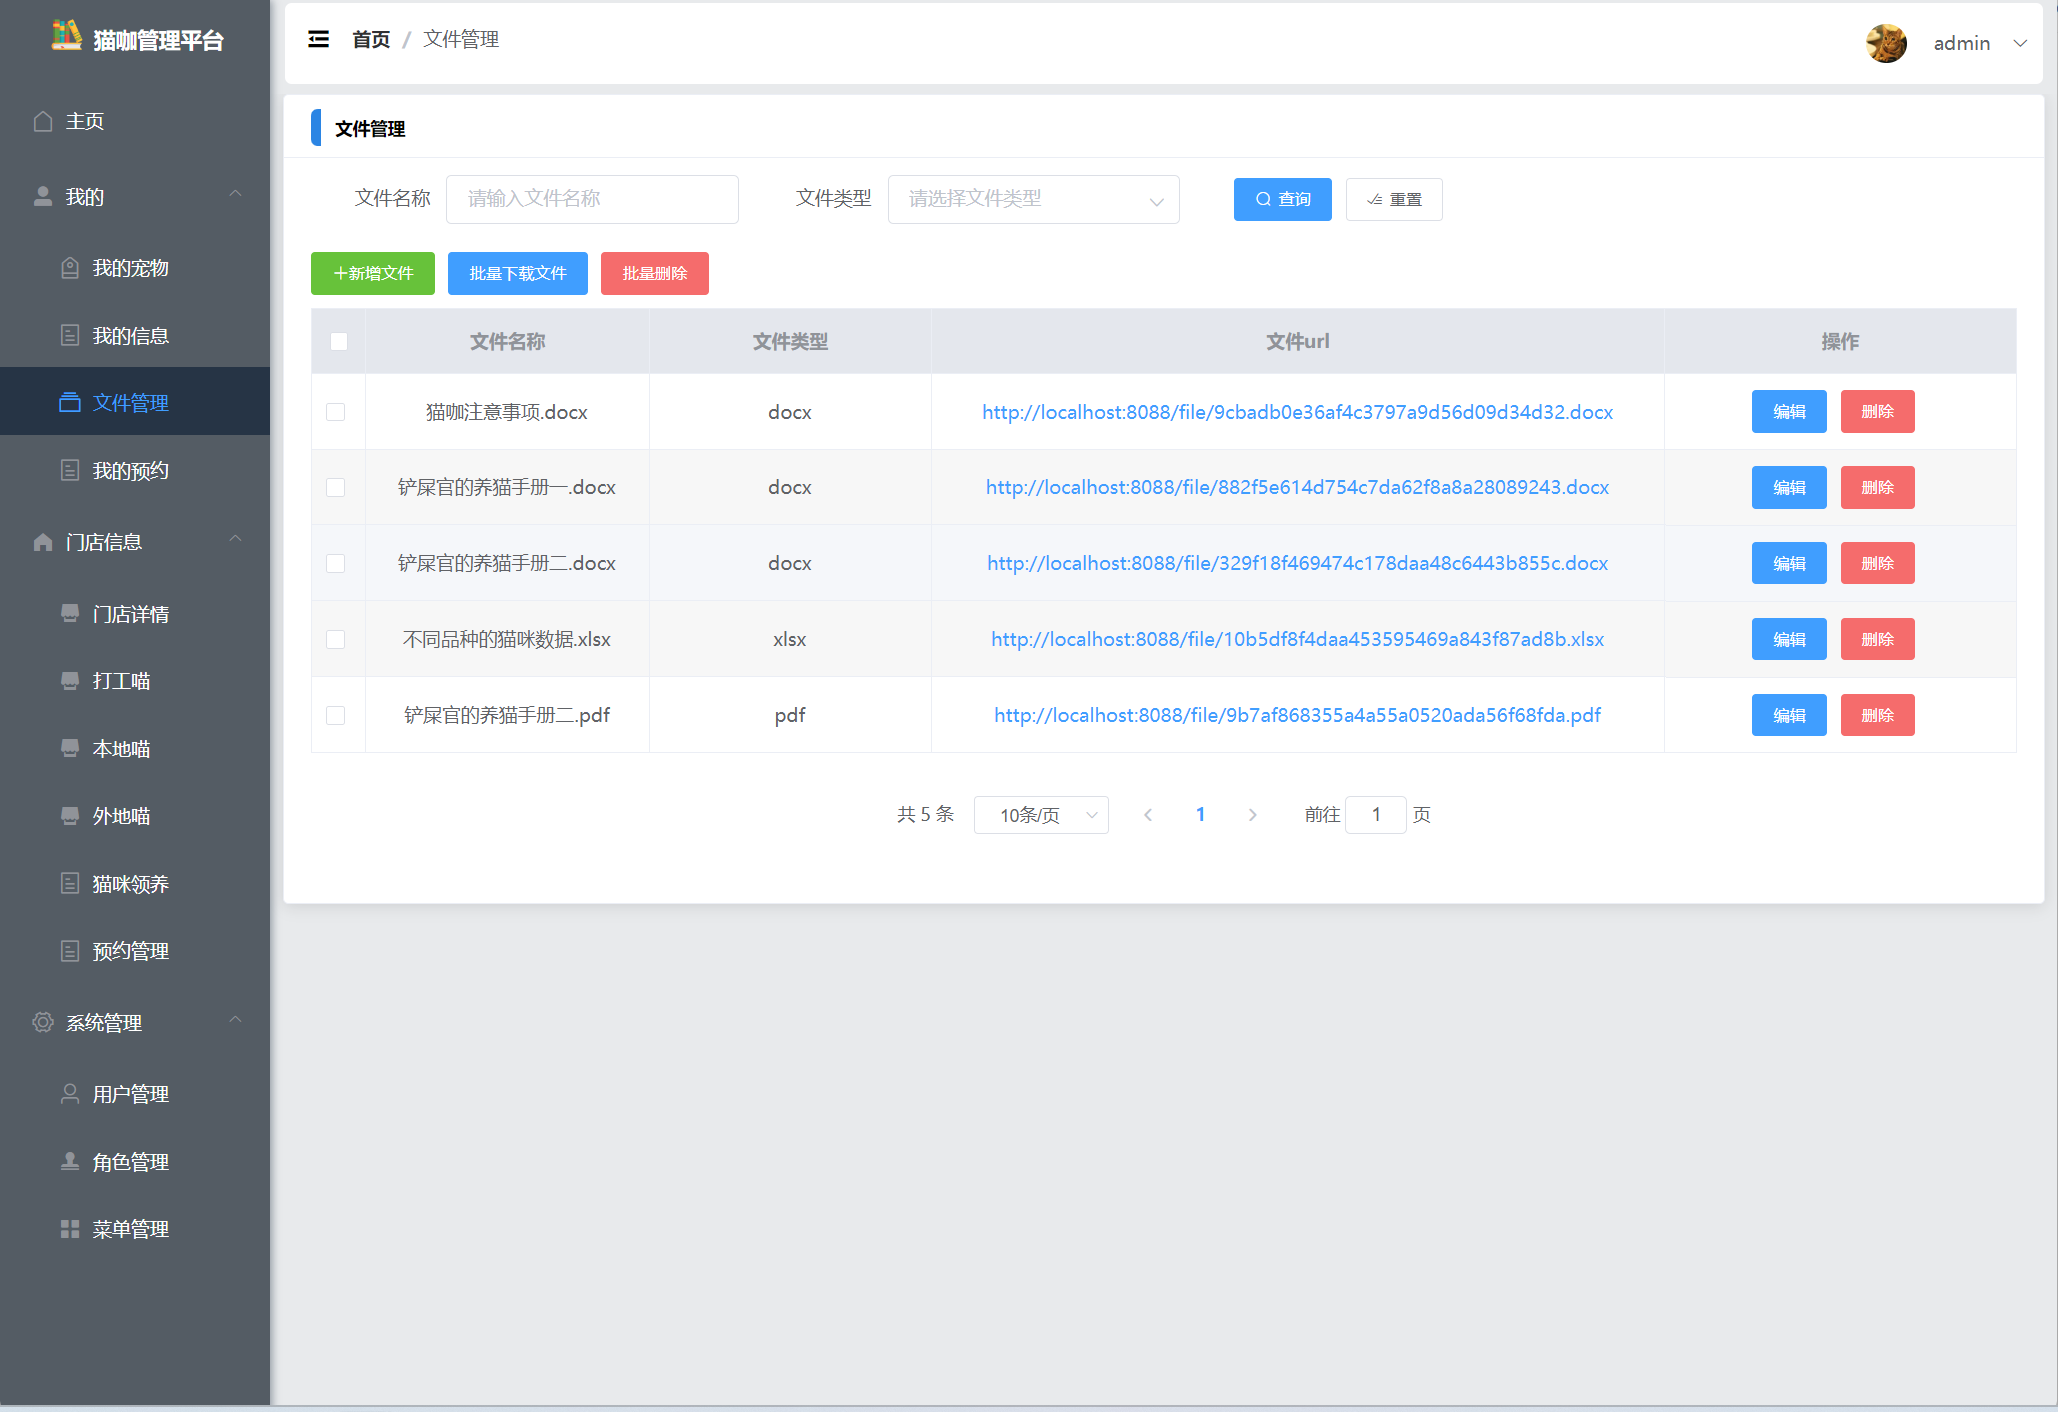 猫咖管理平台
主页
我的
我的宠物
我的信息
文件管理
我的预约
门店信息
门店详情
打工喵
本地喵
外地喵
猫咪领养
预约管理
系统管理
用户管理
角色管理
菜单管理
首页 / 文件管理
admin
文件管理
文件名称 请输入文件名称 文件类型 请选择文件类型 查询 重置
+新增文件 批量下载文件 批量删除
文件名称 文件类型 文件url 操作
猫咖注意事项.docx docx http://localhost:8088/file/9cbadb0e36af4c3797a9d56d09d34d32.docx 编辑 删除
铲屎官的养猫手册一.docx docx http://localhost:8088/file/882f5e614d754c7da62f8a8a28089243.docx 编辑 删除
铲屎官的养猫手册二.docx docx http://localhost:8088/file/329f18f469474c178daa48c6443b855c.docx 编辑 删除
不同品种的猫咪数据.xlsx xlsx http://localhost:8088/file/10b5df8f4daa453595469a843f87ad8b.xlsx 编辑 删除
铲屎官的养猫手册二.pdf pdf http://localhost:8088/file/9b7af868355a4a55a0520ada56f68fda.pdf 编辑 删除
共 5 条 10条/页 1 前往 1 页